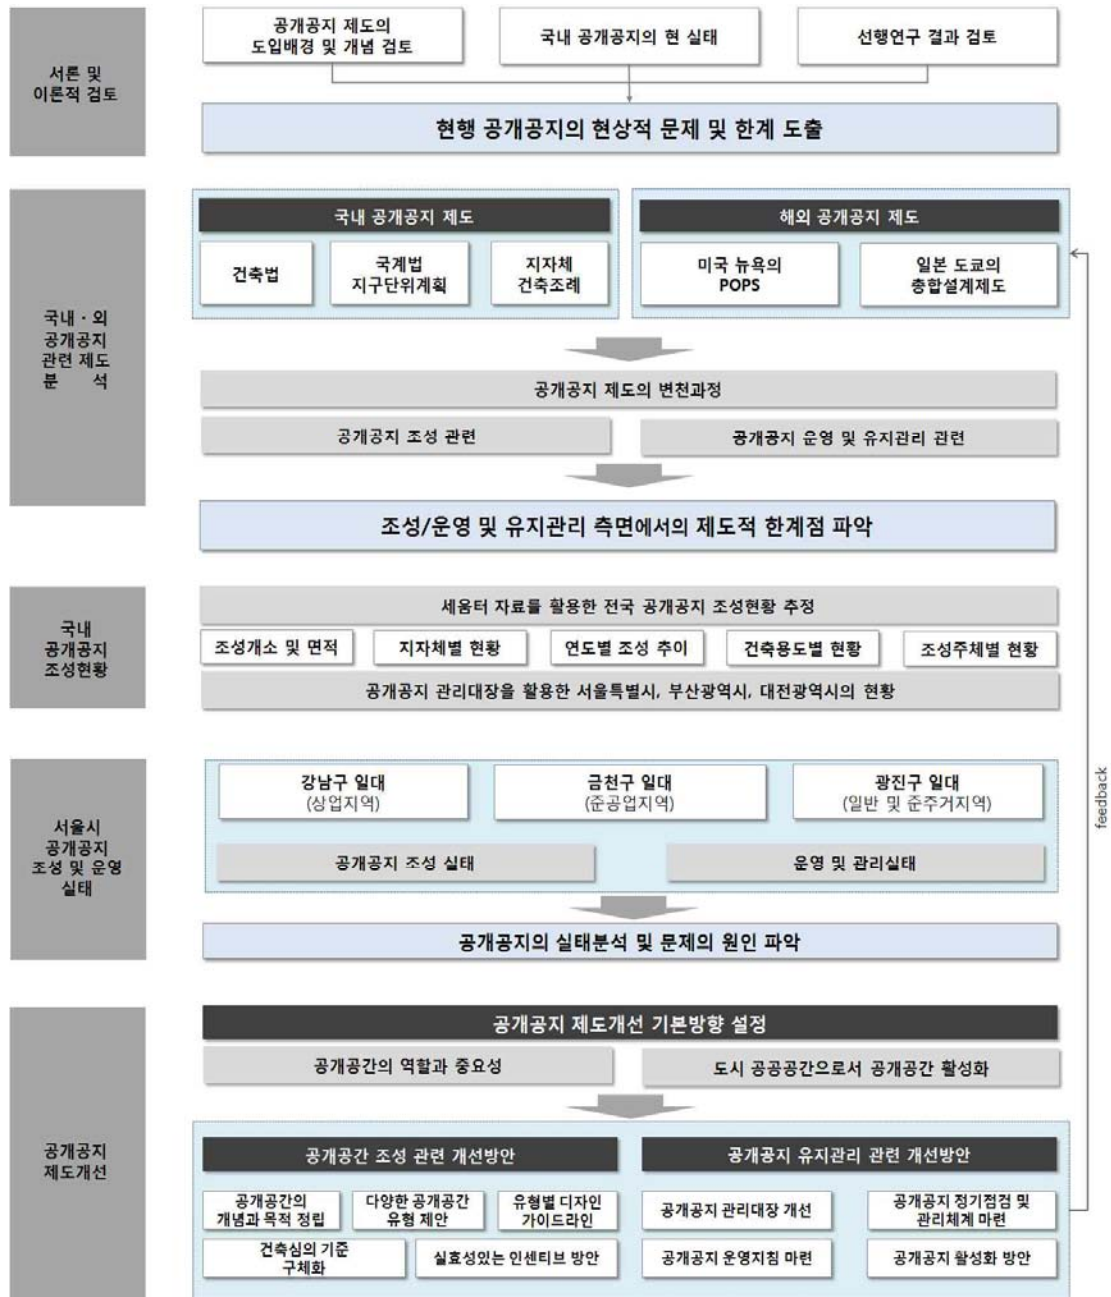 서론 및
이론적 검토
공개공지 제도의
도입배경 및 개념 검토
국내 공개공지의 현 실태
선행연구 결과 검토
현행 공개공지의 현상적 문제 및 한계 도출
국내 · 외
공개공지
관련 제도
분 석
국내 공개공지 제도
건축법
국계법
지구단위계획
지자체
건축조례
해외 공개공지 제도
미국 뉴욕의
POPS
일본 도쿄의
총합설계제도
공개공지 제도의 변천과정
공개공지 조성 관련
공개공지 운영 및 유지관리 관련
조성/운영 및 유지관리 측면에서의 제도적 한계점 파악
국내
공개공지
조성현황
세움터 자료를 활용한 전국 공개공지 조성현황 추정
조성개소 및 면적
지자체별 현황
연도별 조성 추이
건축용도별 현황
조성주체별 현황
공개공지 관리대장을 활용한 서울특별시, 부산광역시, 대전광역시의 현황
서울시
공개공지
조성 및 운영
실태
강남구 일대
(상업지역)
금천구 일대
(준공업지역)
광진구 일대
(일반 및 준주거지역)
공개공지 조성 실태
운영 및 관리실태
공개공지의 실태분석 및 문제의 원인 파악
공개공지
제도개선
공개공지 제도개선 기본방향 설정
공개공간의 역할과 중요성
도시 공공공간으로서 공개공간 활성화
공개공간 조성 관련 개선방안
공개공간의
개념과 목적 정립
다양한 공개공간
유형 제안
유형별 디자인
가이드라인
건축심의 기준
구체화
실효성있는 인센티브 방안
공개공지 유지관리 관련 개선방안
공개공지 관리대장 개선
공개공지 정기점검 및
관리체계 마련
공개공지 운영지침 마련
공개공지 활성화 방안
feedback